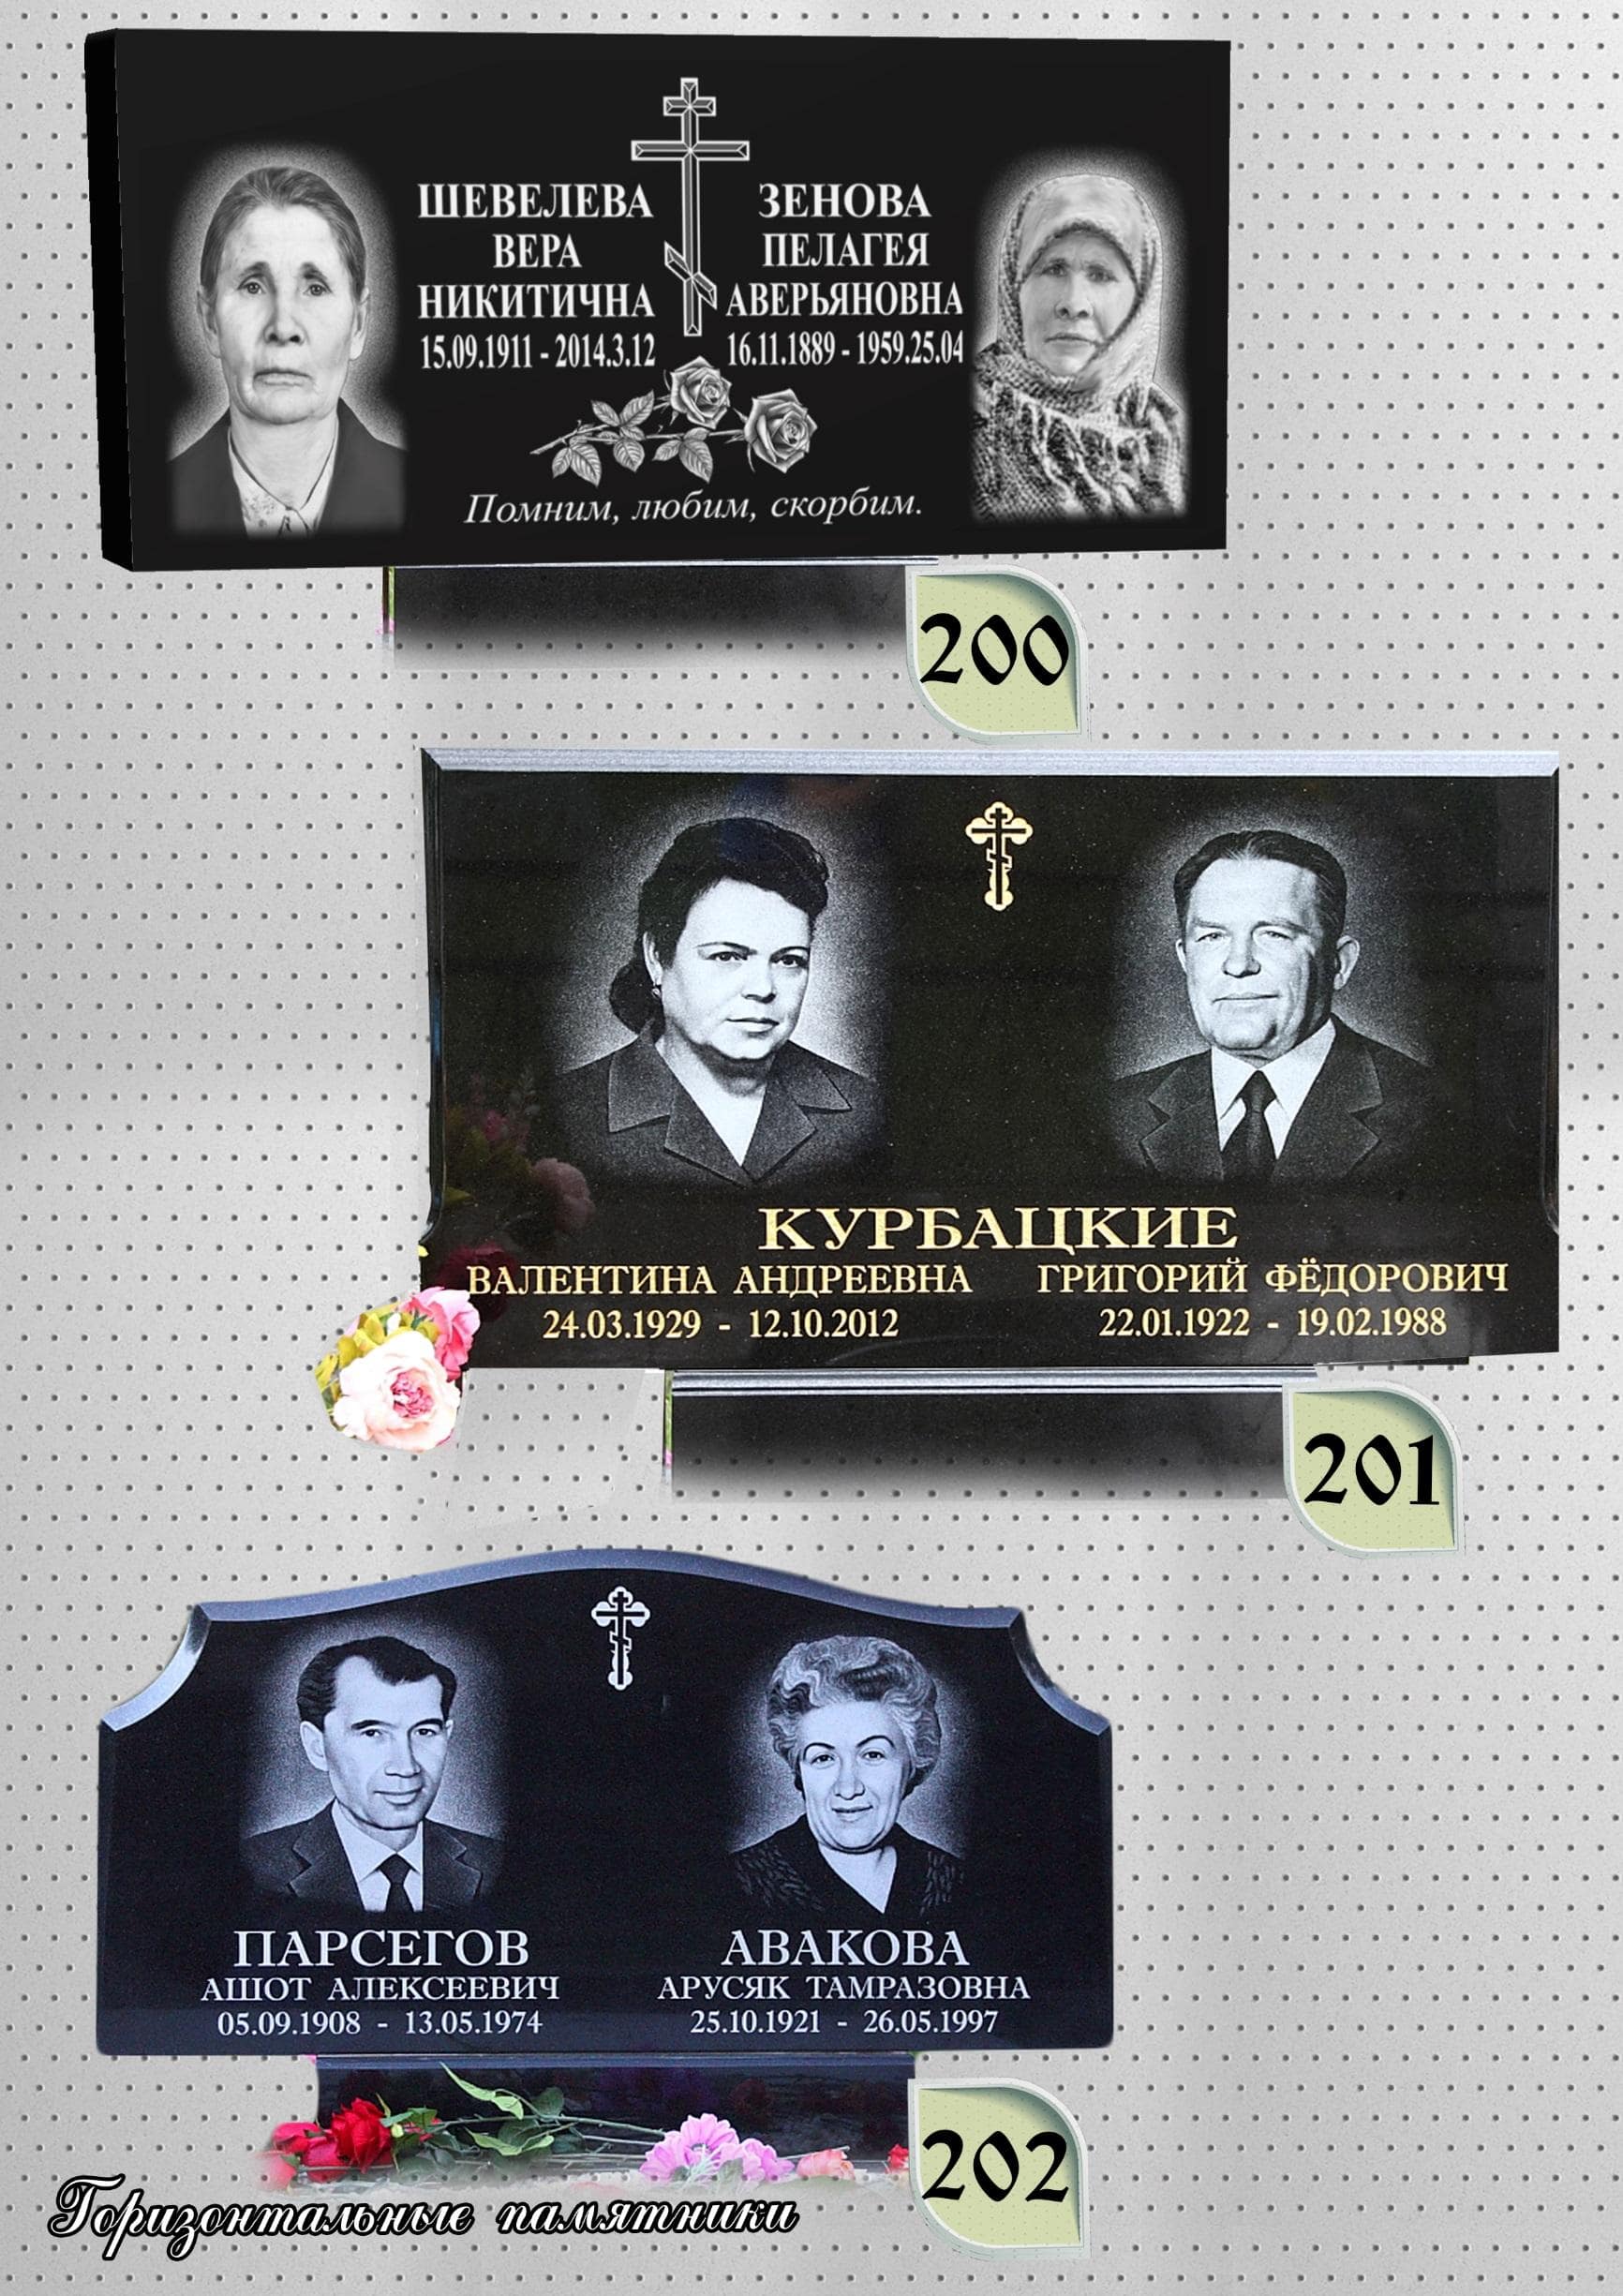 ШЕВЕЛЕВА
ВЕРА
НИКИТИЧНА
15.09.1911 - 2014.3.12
ЗЕНОВА
ПЕЛАГЕЯ
АВЕРЬЯНОВНА
16.11.1889 - 1959.25.04
Помним, любим, скорбим.
200
КУРБАЦКИЕ
ВАЛЕНТИНА АНДРЕЕВНА
24.03.1929 - 12.10.2012
ГРИГОРИЙ ФЁДОРОВИЧ
22.01.1922 - 19.02.1988
201
ПАРСЕГОВ
АШОТ АЛЕКСЕЕВИЧ
05.09.1908 - 13.05.1974
АВАКОВА
АРУСЯК ТАМРАЗОВНА
25.10.1921 - 26.05.1997
202
Горизонтальные памятники